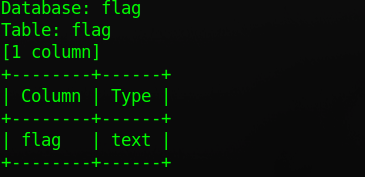 Database: flag
Table: flag
[1 column]
+--------+------+
| Column | Type |
+--------+------+
| flag   | text |
+--------+------+